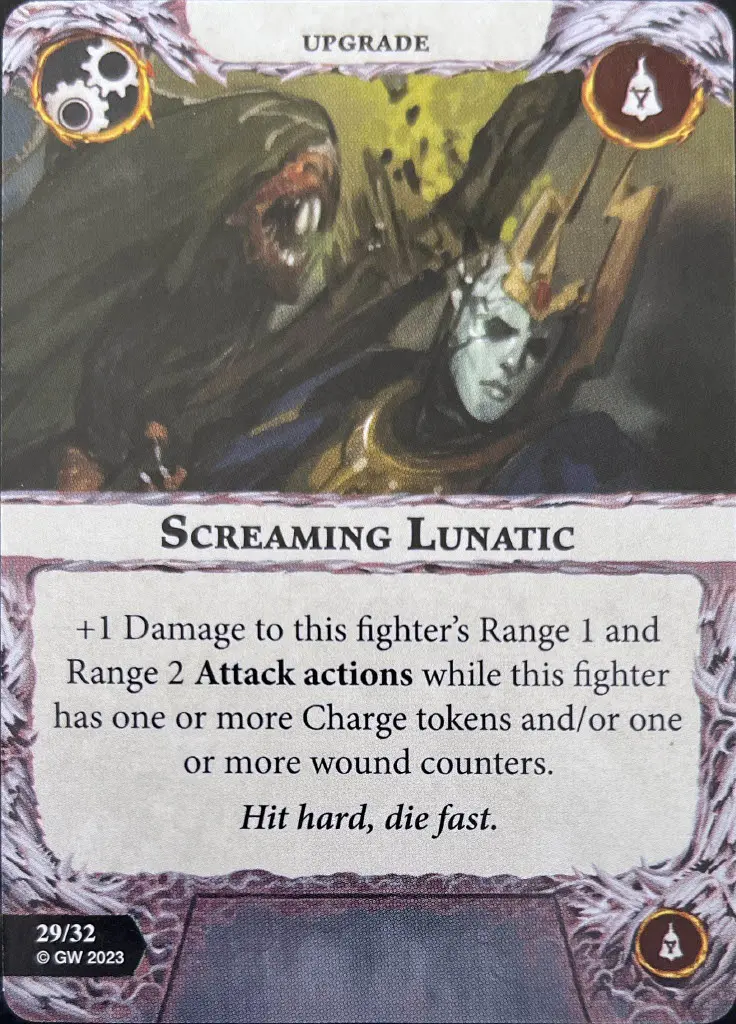 UPGRADE
SCREAMING LUNATIC
+1 Damage to this fighter's Range 1 and
Range 2 Attack actions while this fighter
has one or more Charge tokens and/or one
or more wound counters.
Hit hard, die fast.
29/32
© GW 2023